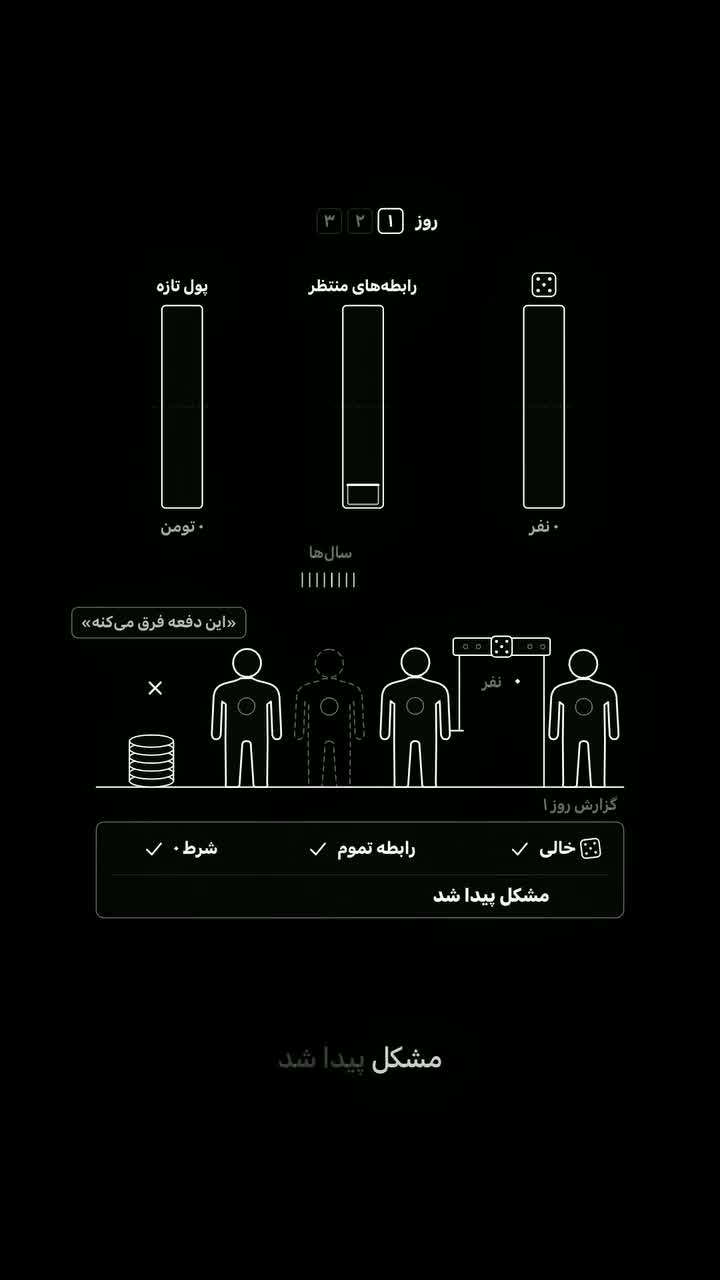 روز ۱ ۲ ۳
رابطه‌های منتظر
پول تازه
۰ نفر
۰ تومن
سال‌ها
«این دفعه فرق می‌کنه»
۰ نفر
گزارش روز ۱
خالی
رابطه تموم
شرط ۰
مشکل پیدا شد
مشکل پیدا شد